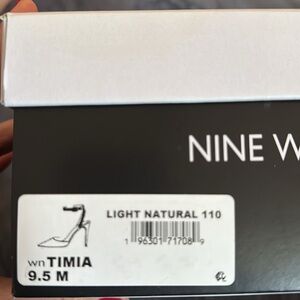 NINE W
LIGHT NATURAL 110
1 96301 71708 9
wn TIMIA
9.5 M